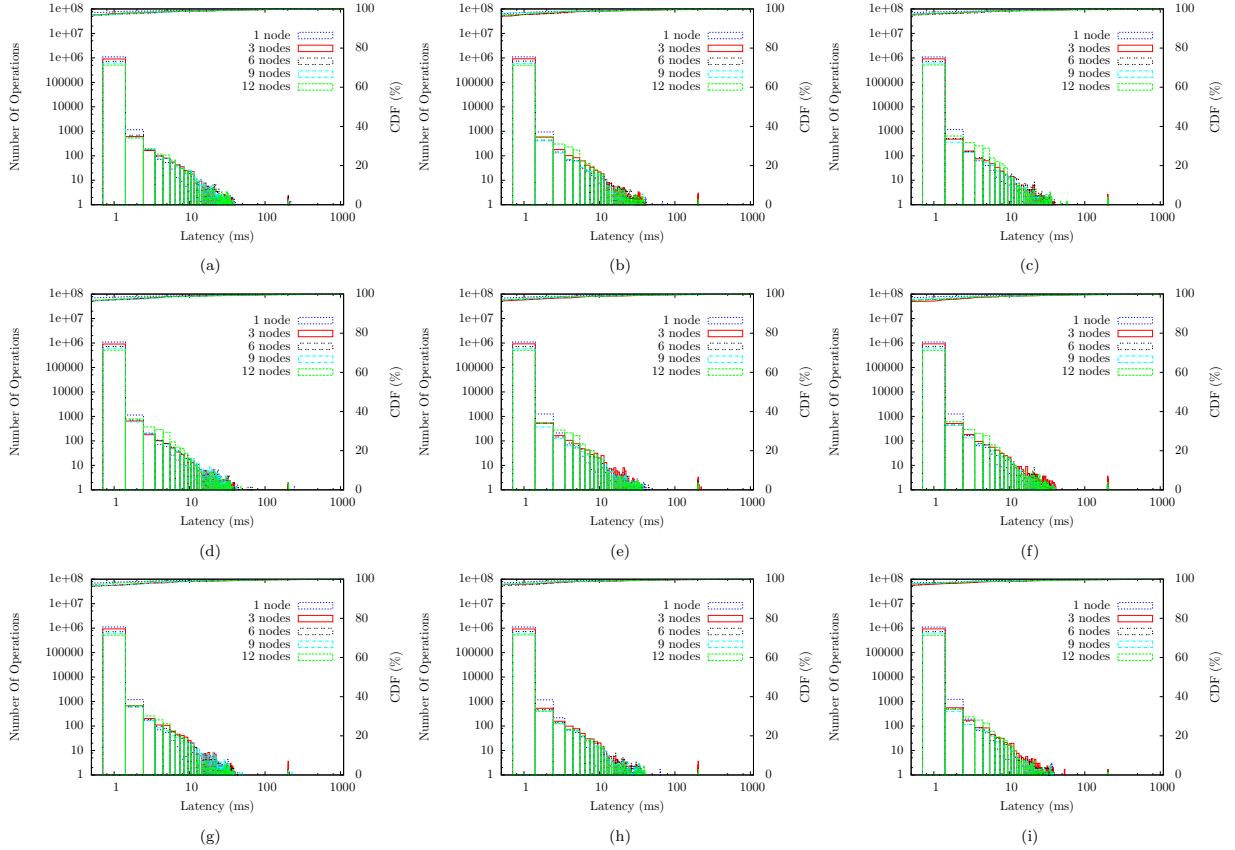 1e+08
1e+07
1e+06
100000
10000
1000
100
10
1
Number Of Operations
1 node
3 nodes
6 nodes
9 nodes
12 nodes
100
80
60
40
20
0
CDF (%)
1 10 100 1000
Latency (ms)
(a)
1e+08
1e+07
1e+06
100000
10000
1000
100
10
1
Number Of Operations
1 node
3 nodes
6 nodes
9 nodes
12 nodes
100
80
60
40
20
0
CDF (%)
1 10 100 1000
Latency (ms)
(b)
1e+08
1e+07
1e+06
100000
10000
1000
100
10
1
Number Of Operations
1 node
3 nodes
6 nodes
9 nodes
12 nodes
100
80
60
40
20
0
CDF (%)
1 10 100 1000
Latency (ms)
(c)
1e+08
1e+07
1e+06
100000
10000
1000
100
10
1
Number Of Operations
1 node
3 nodes
6 nodes
9 nodes
12 nodes
100
80
60
40
20
0
CDF (%)
1 10 100 1000
Latency (ms)
(d)
1e+08
1e+07
1e+06
100000
10000
1000
100
10
1
Number Of Operations
1 node
3 nodes
6 nodes
9 nodes
12 nodes
100
80
60
40
20
0
CDF (%)
1 10 100 1000
Latency (ms)
(e)
1e+08
1e+07
1e+06
100000
10000
1000
100
10
1
Number Of Operations
1 node
3 nodes
6 nodes
9 nodes
12 nodes
100
80
60
40
20
0
CDF (%)
1 10 100 1000
Latency (ms)
(f)
1e+08
1e+07
1e+06
100000
10000
1000
100
10
1
Number Of Operations
1 node
3 nodes
6 nodes
9 nodes
12 nodes
100
80
60
40
20
0
CDF (%)
1 10 100 1000
Latency (ms)
(g)
1e+08
1e+07
1e+06
100000
10000
1000
100
10
1
Number Of Operations
1 node
3 nodes
6 nodes
9 nodes
12 nodes
100
80
60
40
20
0
CDF (%)
1 10 100 1000
Latency (ms)
(h)
1e+08
1e+07
1e+06
100000
10000
1000
100
10
1
Number Of Operations
1 node
3 nodes
6 nodes
9 nodes
12 nodes
100
80
60
40
20
0
CDF (%)
1 10 100 1000
Latency (ms)
(i)